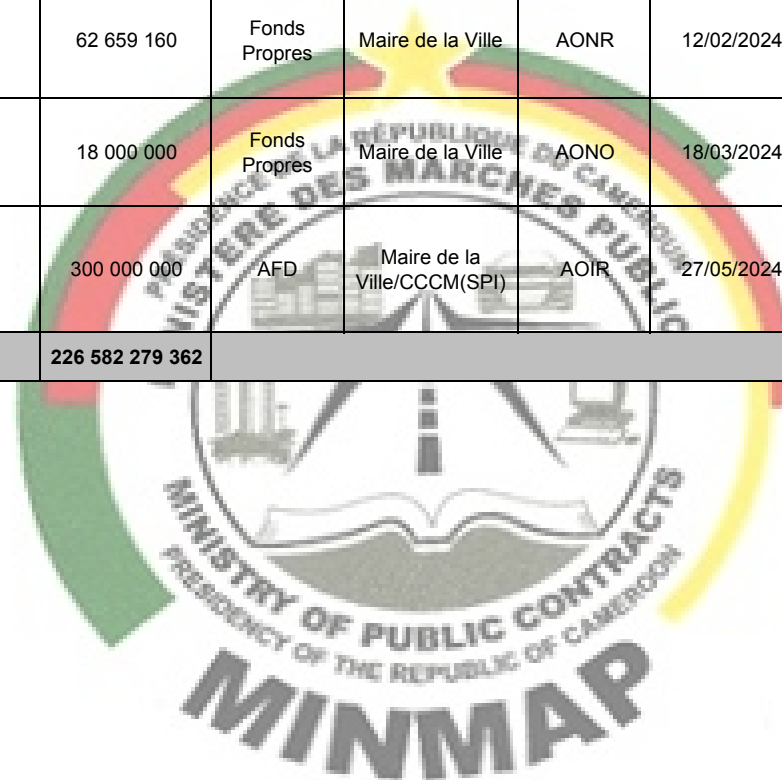 62 659 160 Fonds Propres Maire de la Ville AONR 12/02/2024
18 000 000 Fonds Propres Maire de la Ville AONO 18/03/2024
300 000 000 AFD Maire de la Ville/CCCM(SPI) AOIR 27/05/2024
226 582 279 362
PRÉSIDENCE DE LA RÉPUBLIQUE DU CAMEROUN
MINISTERE DES MARCHES PUBLICS
MINISTRY OF PUBLIC CONTRACTS
PRESIDENCY OF THE REPUBLIC OF CAMEROON
MINMAP